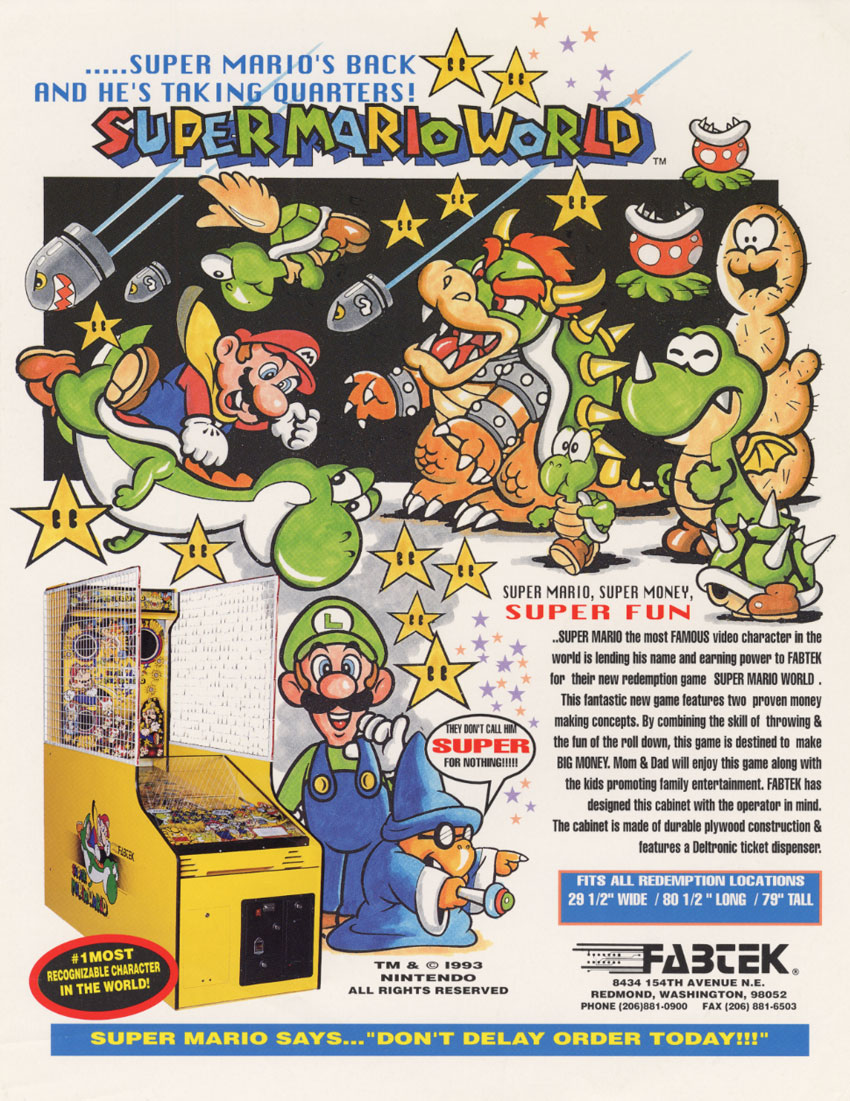 .....SUPER MARIO'S BACK
AND HE'S TAKING QUARTERS!
SUPER MARIO WORLD
TM
M
L
SUPER MARIO, SUPER MONEY,
SUPER FUN
..SUPER MARIO the most FAMOUS video character in the
world is lending his name and earning power to FABTEK
for their new redemption game SUPER MARIO WORLD .
This fantastic new game features two proven money
making concepts. By combining the skill of throwing &
the fun of the roll down, this game is destined to make
BIG MONEY. Mom & Dad will enjoy this game along with
the kids promoting family entertainment. FABTEK has
designed this cabinet with the operator in mind.
The cabinet is made of durable plywood construction &
features a Deltronic ticket dispenser.
THEY DON'T CALL HIM
SUPER
FOR NOTHING!!!!!
FABTEK
SUPER MARIO WORLD
FITS ALL REDEMPTION LOCATIONS
29 1/2" WIDE / 80 1/2 " LONG / 79" TALL
#1 MOST
RECOGNIZABLE CHARACTER
IN THE WORLD!
TM & © 1993
NINTENDO
ALL RIGHTS RESERVED
FABTEK®
8434 154TH AVENUE N.E.
REDMOND, WASHINGTON, 98052
PHONE (206)881-0900 FAX (206) 881-6503
SUPER MARIO SAYS..."DON'T DELAY ORDER TODAY!!!"